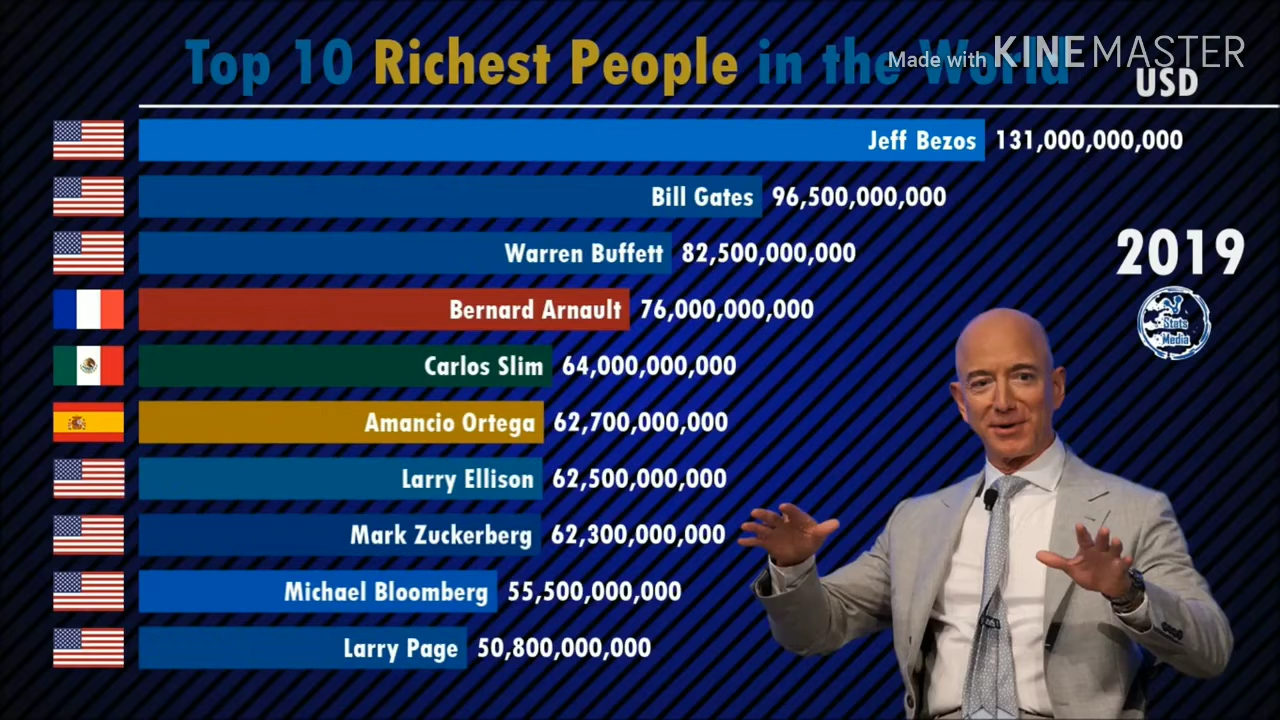 Top 10 Richest People in the World
Made with KINEMASTER
USD
Jeff Bezos 131,000,000,000
Bill Gates 96,500,000,000
Warren Buffett 82,500,000,000
2019
Bernard Arnault 76,000,000,000
Stats
Media
Carlos Slim 64,000,000,000
Amancio Ortega 62,700,000,000
Larry Ellison 62,500,000,000
Mark Zuckerberg 62,300,000,000
Michael Bloomberg 55,500,000,000
Larry Page 50,800,000,000